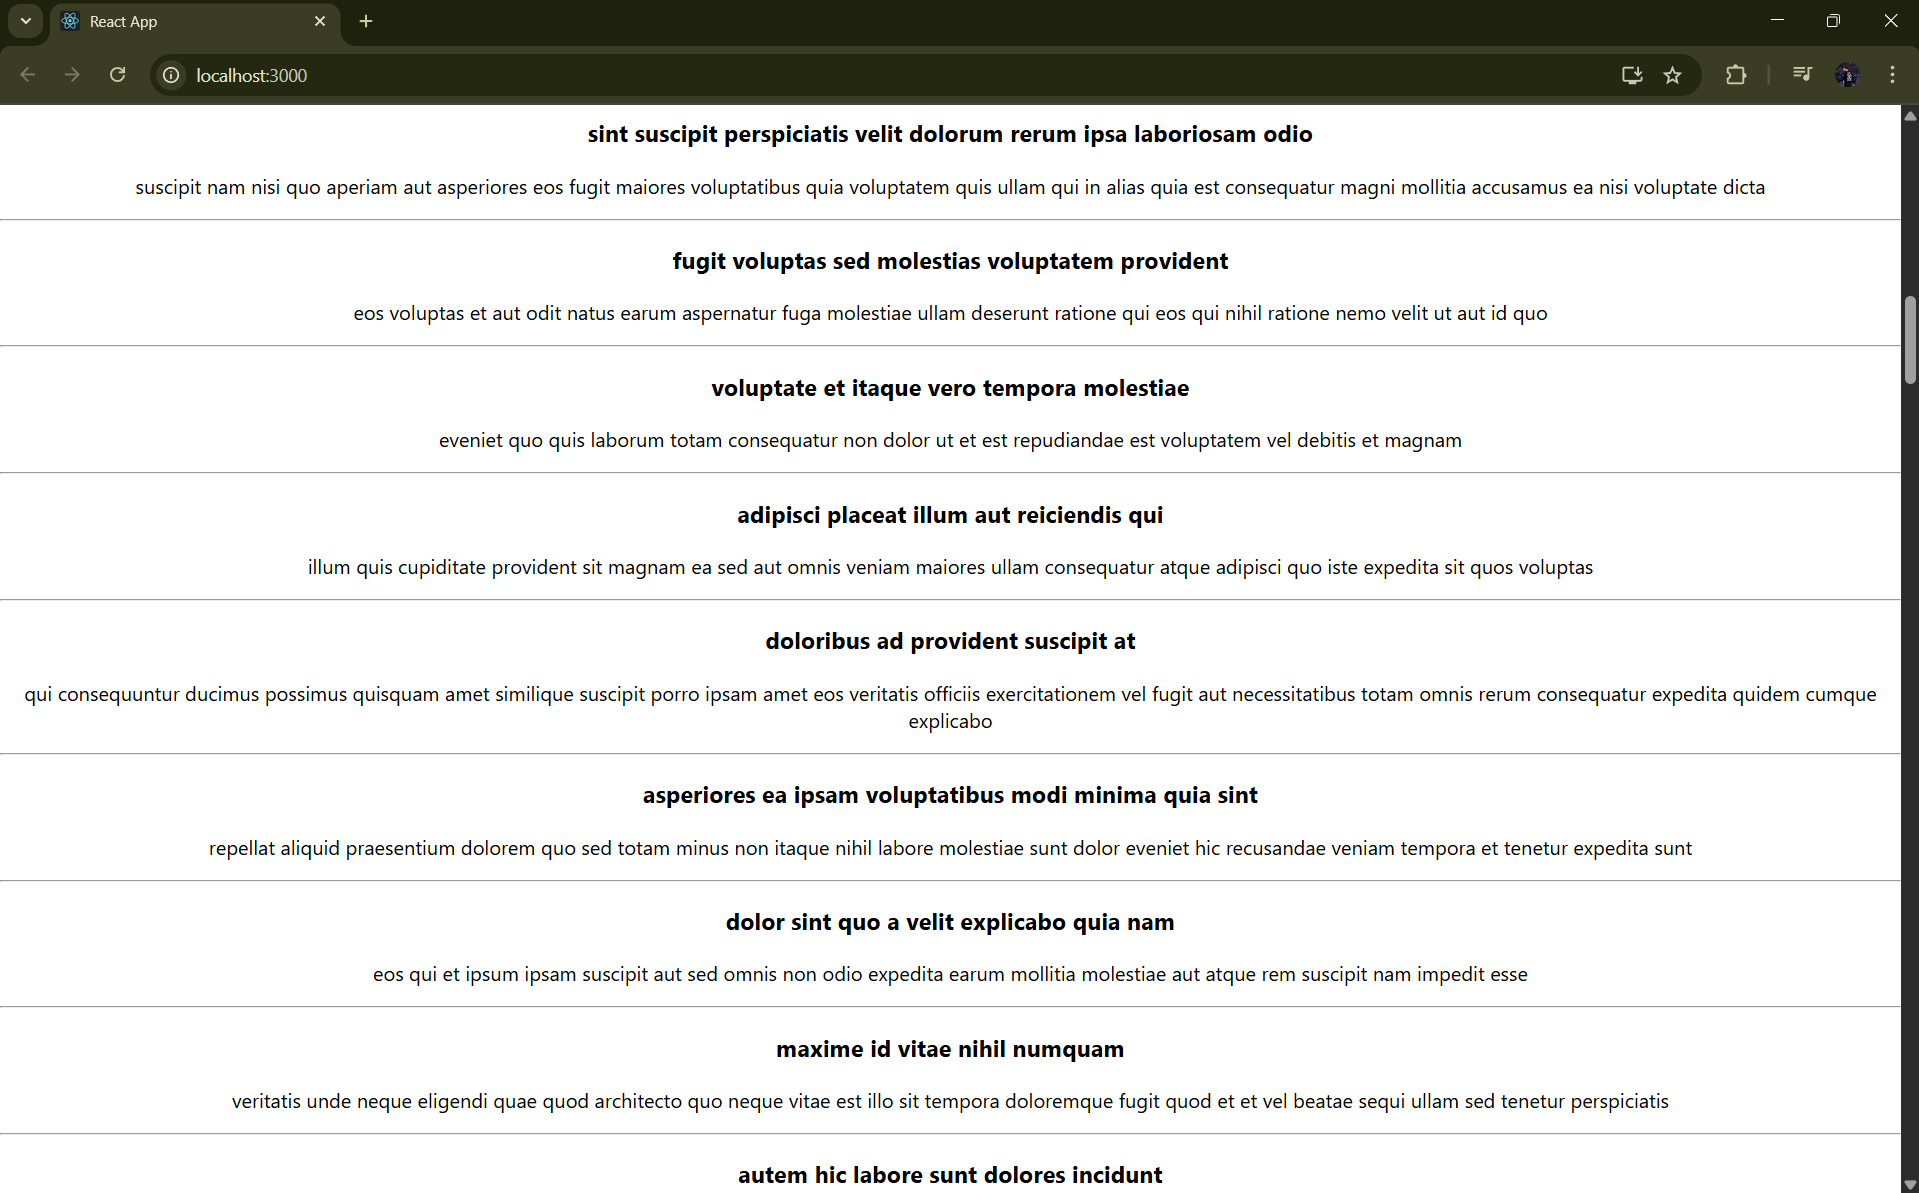 React App
localhost:3000
sint suscipit perspiciatis velit dolorum rerum ipsa laboriosam odio
suscipit nam nisi quo aperiam aut asperiores eos fugit maiores voluptatibus quia voluptatem quis ullam qui in alias quia est consequatur magni mollitia accusamus ea nisi voluptate dicta
fugit voluptas sed molestias voluptatem provident
eos voluptas et aut odit natus earum aspernatur fuga molestiae ullam deserunt ratione qui eos qui nihil ratione nemo velit ut aut id quo
voluptate et itaque vero tempora molestiae
eveniet quo quis laborum totam consequatur non dolor ut et est repudiandae est voluptatem vel debitis et magnam
adipisci placeat illum aut reiciendis qui
illum quis cupiditate provident sit magnam ea sed aut omnis veniam maiores ullam consequatur atque adipisci quo iste expedita sit quos voluptas
doloribus ad provident suscipit at
qui consequuntur ducimus possimus quisquam amet similique suscipit porro ipsam amet eos veritatis officiis exercitationem vel fugit aut necessitatibus totam omnis rerum consequatur expedita quidem cumque
explicabo
asperiores ea ipsam voluptatibus modi minima quia sint
repellat aliquid praesentium dolorem quo sed totam minus non itaque nihil labore molestiae sunt dolor eveniet hic recusandae veniam tempora et tenetur expedita sunt
dolor sint quo a velit explicabo quia nam
eos qui et ipsum ipsam suscipit aut sed omnis non odio expedita earum mollitia molestiae aut atque rem suscipit nam impedit esse
maxime id vitae nihil numquam
veritatis unde neque eligendi quae quod architecto quo neque vitae est illo sit tempora doloremque fugit quod et et vel beatae sequi ullam sed tenetur perspiciatis
autem hic labore sunt dolores incidunt